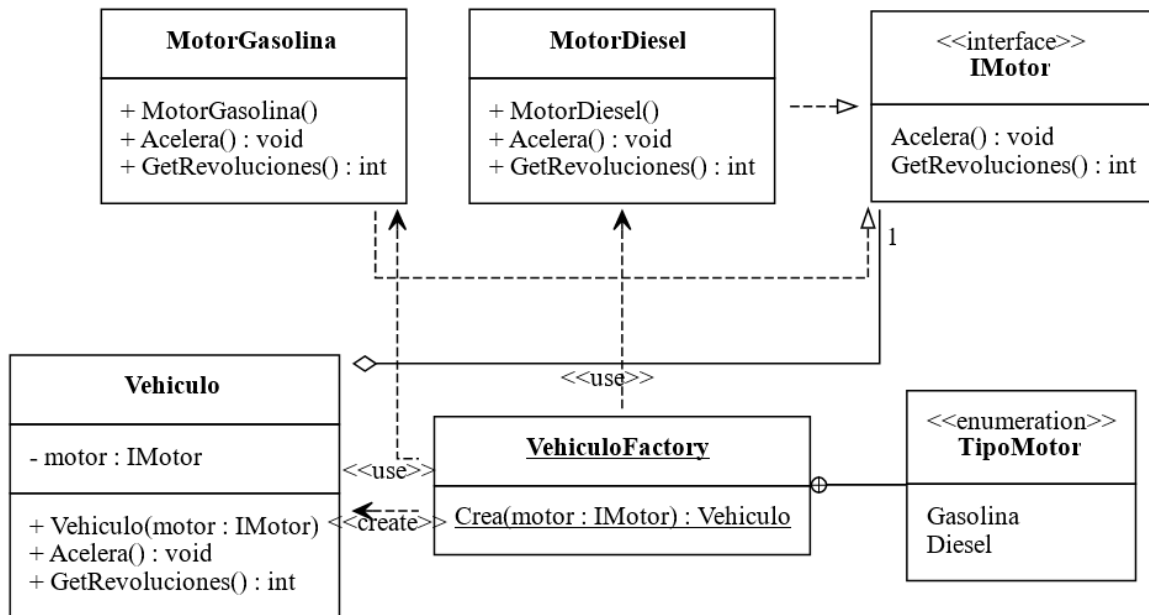 MotorGasolina
+ MotorGasolina()
+ Acelera() : void
+ GetRevoluciones() : int
MotorDiesel
+ MotorDiesel()
+ Acelera() : void
+ GetRevoluciones() : int
<<interface>>
IMotor
Acelera() : void
GetRevoluciones() : int
1
Vehiculo
- motor : IMotor
+ Vehiculo(motor : IMotor)
+ Acelera() : void
+ GetRevoluciones() : int
<<use>>
<<use>>
<<create>>
VehiculoFactory
Crea(motor : IMotor) : Vehiculo
<<enumeration>>
TipoMotor
Gasolina
Diesel